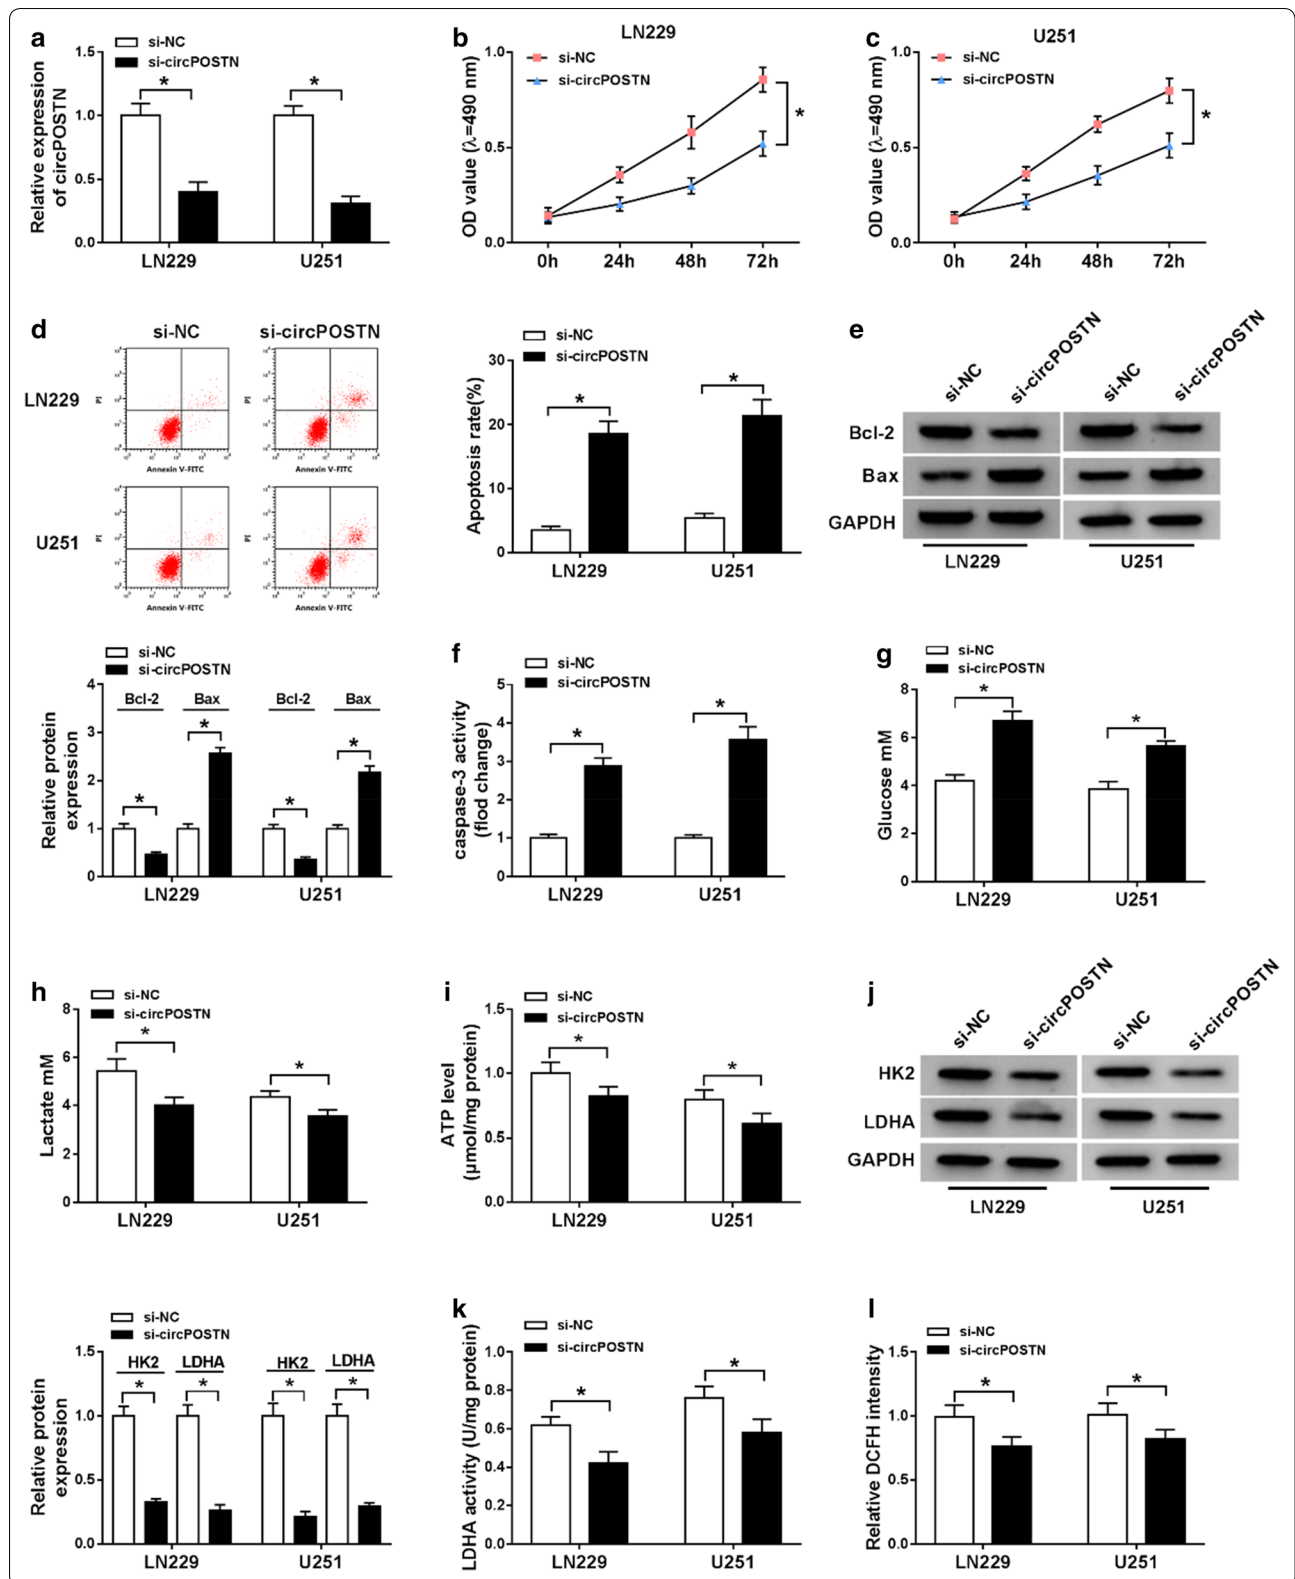 a
si-NC
si-circPOSTN
Relative expression
of circPOSTN
1.5
1.0
0.5
0.0
*
*
LN229
U251
b
LN229
si-NC
si-circPOSTN
OD value (λ=490 nm)
1.0
0.5
0.0
*
0h
24h
48h
72h
c
U251
si-NC
si-circPOSTN
OD value (λ=490 nm)
1.0
0.5
0.0
*
0h
24h
48h
72h
d
si-NC
si-circPOSTN
LN229
PI
Annexin V-FITC
Annexin V-FITC
U251
PI
Annexin V-FITC
Annexin V-FITC
si-NC
si-circPOSTN
Apoptosis rate(%)
30
20
10
0
*
*
LN229
U251
e
si-NC
si-circPOSTN
si-NC
si-circPOSTN
Bcl-2
Bax
GAPDH
LN229
U251
si-NC
si-circPOSTN
Relative protein
expression
4
3
2
1
0
Bcl-2
Bax
Bcl-2
Bax
*
*
*
*
LN229
U251
f
si-NC
si-circPOSTN
caspase-3 activity
(flod change)
5
4
3
2
1
0
*
*
LN229
U251
g
si-NC
si-circPOSTN
Glucose mM
8
6
4
2
0
*
*
LN229
U251
h
si-NC
si-circPOSTN
Lactate mM
8
6
4
2
0
*
*
LN229
U251
i
si-NC
si-circPOSTN
ATP level
(μmol/mg protein)
1.5
1.0
0.5
0.0
*
*
LN229
U251
j
si-NC
si-circPOSTN
si-NC
si-circPOSTN
HK2
LDHA
GAPDH
LN229
U251
si-NC
si-circPOSTN
Relative protein
expression
1.5
1.0
0.5
0.0
HK2
LDHA
HK2
LDHA
*
*
*
*
LN229
U251
k
si-NC
si-circPOSTN
LDHA activity (U/mg protein)
1.0
0.8
0.6
0.4
0.2
0.0
*
*
LN229
U251
l
si-NC
si-circPOSTN
Relative DCFH intensity
1.5
1.0
0.5
0.0
*
*
LN229
U251